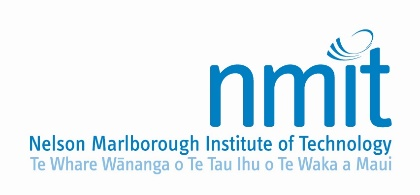 nmit
Nelson Marlborough Institute of Technology
Te Whare Wānanga o Te Tau Ihu o Te Waka a Maui